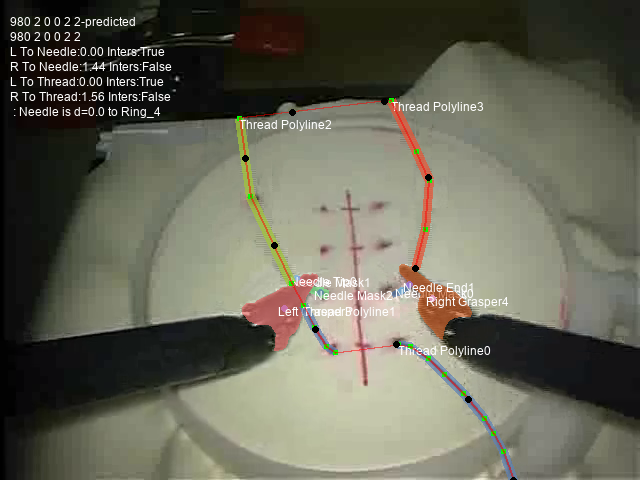 980 2 0 0 2 2-predicted
980 2 0 0 2 2
L To Needle:0.00 Inters:True
R To Needle:1.44 Inters:False
L To Thread:0.00 Inters:True
R To Thread:1.56 Inters:False
: Needle is d=0.0 to Ring_4
Thread Polyline3
Thread Polyline2
Needle End1
Needle Mask2
Right Grasper4
Thread Polyline0